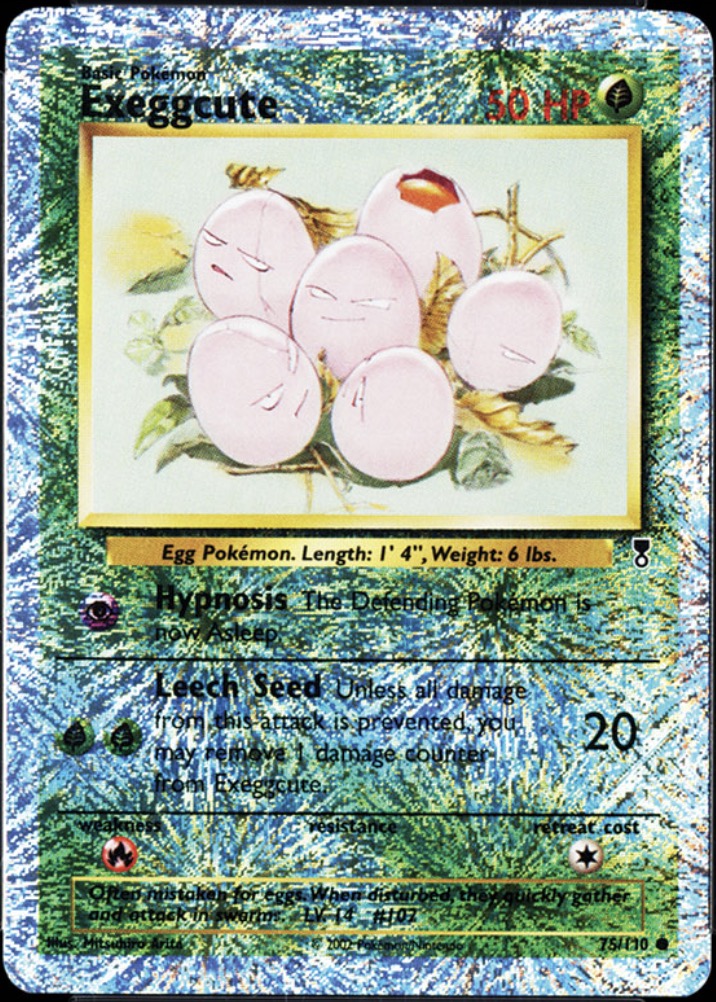 Basic Pokémon
Exeggcute 50 HP
Egg Pokémon. Length: 1' 4", Weight: 6 lbs.
Hypnosis The Defending Pokémon is
now Asleep.
Leech Seed Unless all damage
from this attack is prevented, you
may remove 1 damage counter
from Exeggcute.
20
weakness resistance retreat cost
Often mistaken for eggs. When disturbed, they quickly gather
and attack in swarms. LV. 14 #107
Illus. Mitsuhiro Arita © 2002 Pokémon/Nintendo 75/110